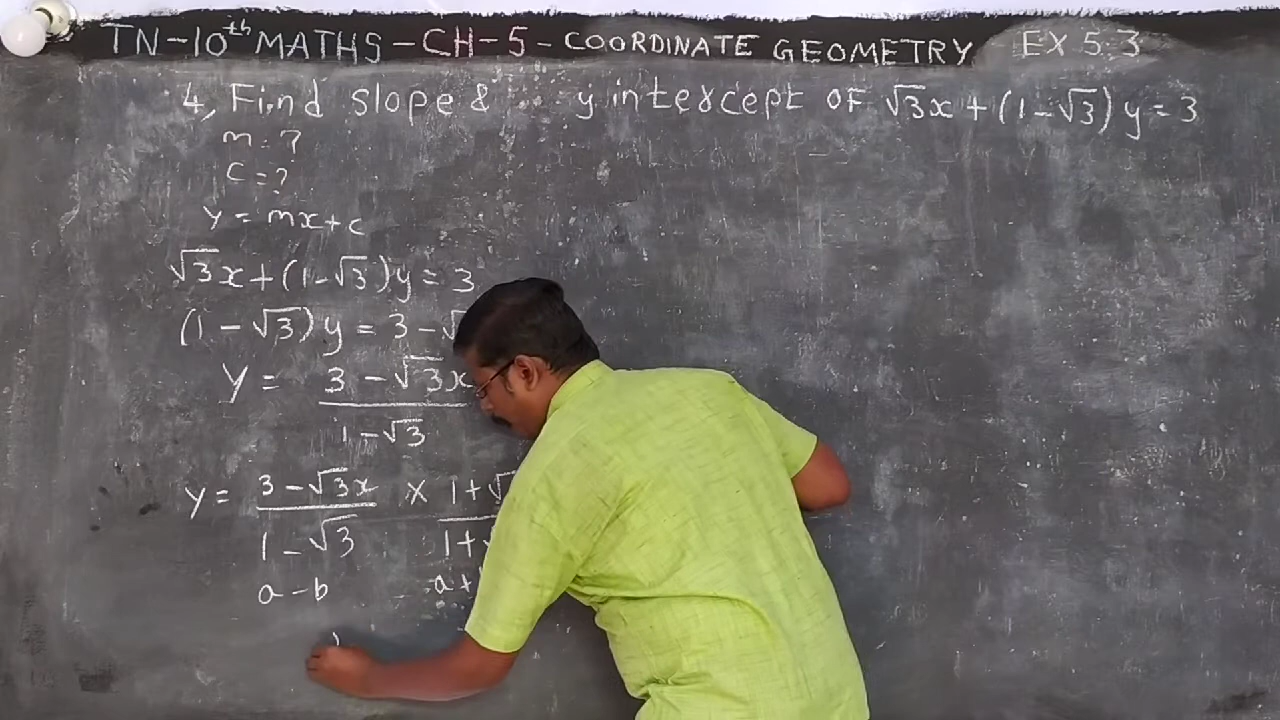 TN-10th MATHS - CH-5 - COORDINATE GEOMETRY EX 5.3
4, Find slope & y intercept OF √3x + (1-√3) y = 3
m = ?
C = ?
y = mx+c
√3x + (1-√3)y = 3
(1-√3) y = 3 - √
y = 3 - √3x
1 - √3
y = 3 - √3x × 1 + √
1 - √3 1 +
a - b a +